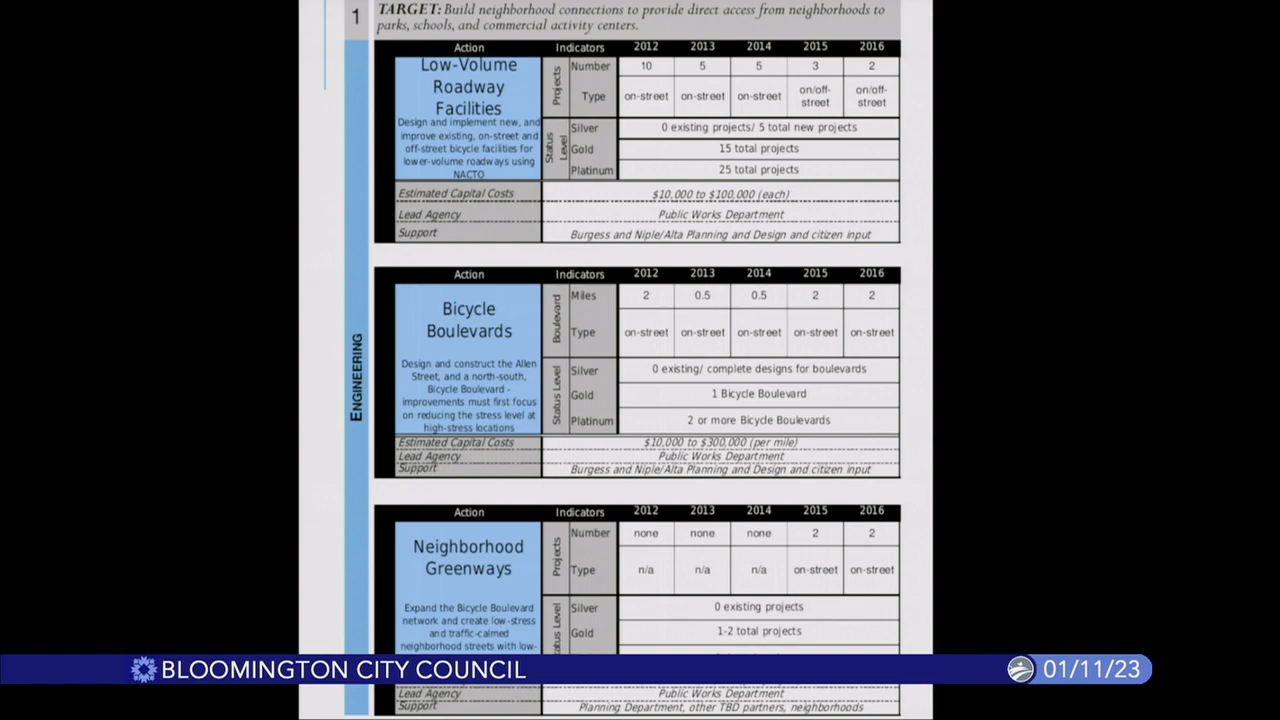 1
TARGET: Build neighborhood connections to provide direct access from neighborhoods to
parks, schools, and commercial activity centers.
ENGINEERING
Action Indicators 2012 2013 2014 2015 2016
Low-Volume
Roadway
Facilities
Design and implement new, and
improve existing, on-street and
off-street bicycle facilities for
lower-volume roadways using
NACTO
Projects
Number 10 5 5 3 2
Type on-street on-street on-street on/off-street on/off-street
Status Level
Silver 0 existing projects/ 5 total new projects
Gold 15 total projects
Platinum 25 total projects
Estimated Capital Costs $10,000 to $100,000 (each)
Lead Agency Public Works Department
Support Burgess and Niple/Alta Planning and Design and citizen input
Action Indicators 2012 2013 2014 2015 2016
Bicycle
Boulevards
Design and construct the Allen
Street, and a north-south,
Bicycle Boulevard -
improvements must first focus
on reducing the stress level at
high-stress locations
Boulevard
Miles 2 0.5 0.5 2 2
Type on-street on-street on-street on-street on-street
Status Level
Silver 0 existing/ complete designs for boulevards
Gold 1 Bicycle Boulevard
Platinum 2 or more Bicycle Boulevards
Estimated Capital Costs $10,000 to $300,000 (per mile)
Lead Agency Public Works Department
Support Burgess and Niple/Alta Planning and Design and citizen input
Action Indicators 2012 2013 2014 2015 2016
Neighborhood
Greenways
Expand the Bicycle Boulevard
network and create low-stress
and traffic-calmed
neighborhood streets with low-
Projects
Number none none none 2 2
Type n/a n/a n/a on-street on-street
Status Level
Silver 0 existing projects
Gold 1-2 total projects
BLOOMINGTON CITY COUNCIL 01/11/23
Lead Agency Public Works Department
Support Planning Department, other TBD partners, neighborhoods